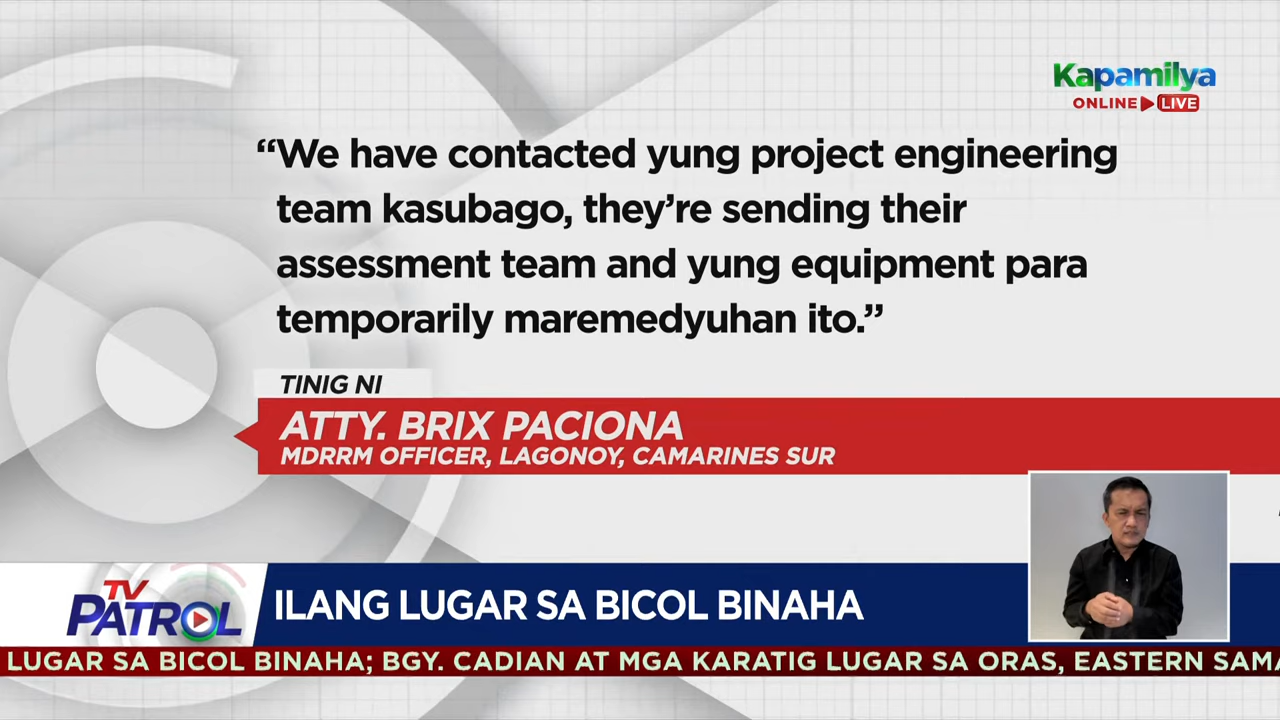 Kapamilya
ONLINE LIVE
“We have contacted yung project engineering
team kasubago, they’re sending their
assessment team and yung equipment para
temporarily maremedyuhan ito.”
TINIG NI
ATTY. BRIX PACIONA
MDRRM OFFICER, LAGONOY, CAMARINES SUR
TV PATROL
ILANG LUGAR SA BICOL BINAHA
LUGAR SA BICOL BINAHA; BGY. CADIAN AT MGA KARATIG LUGAR SA ORAS, EASTERN SAMA